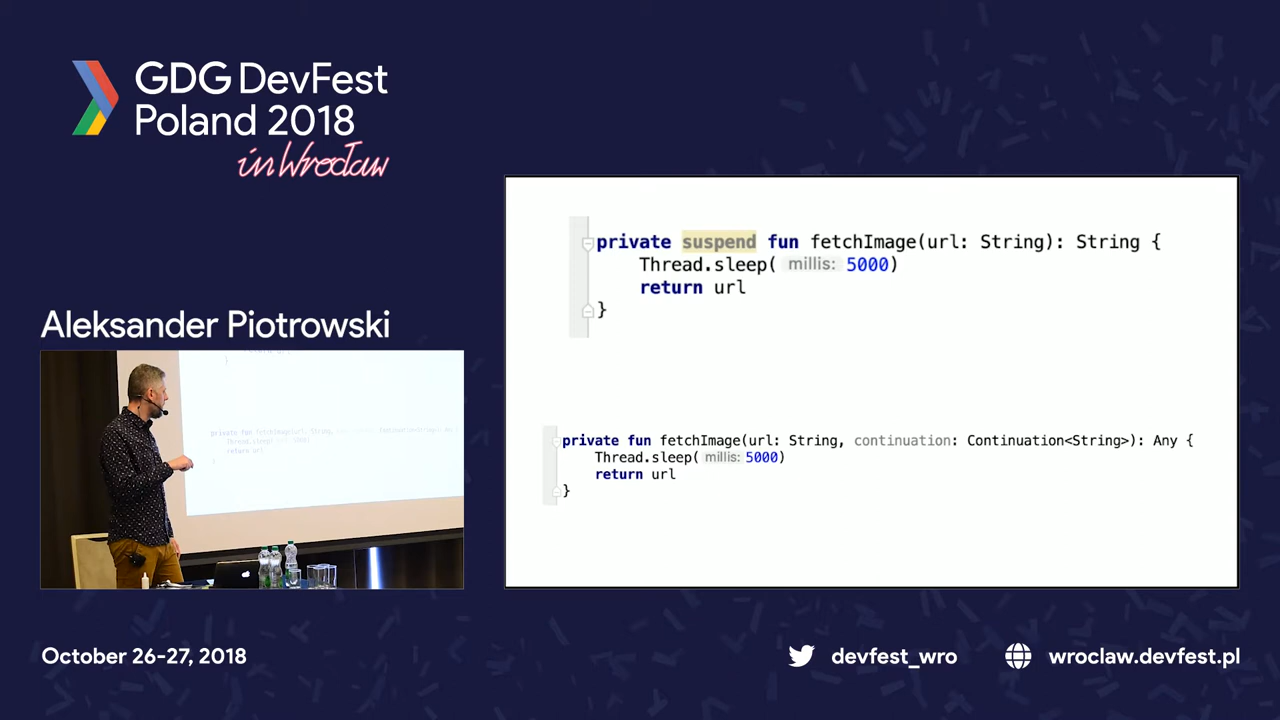 GDG DevFest
Poland 2018
in Wrocław
Aleksander Piotrowski
private suspend fun fetchImage(url: String): String {
Thread.sleep( millis: 5000)
return url
}
private fun fetchImage(url: String, continuation: Continuation<String>): Any {
Thread.sleep( millis: 5000)
return url
}
October 26-27, 2018
devfest_wro
wroclaw.devfest.pl